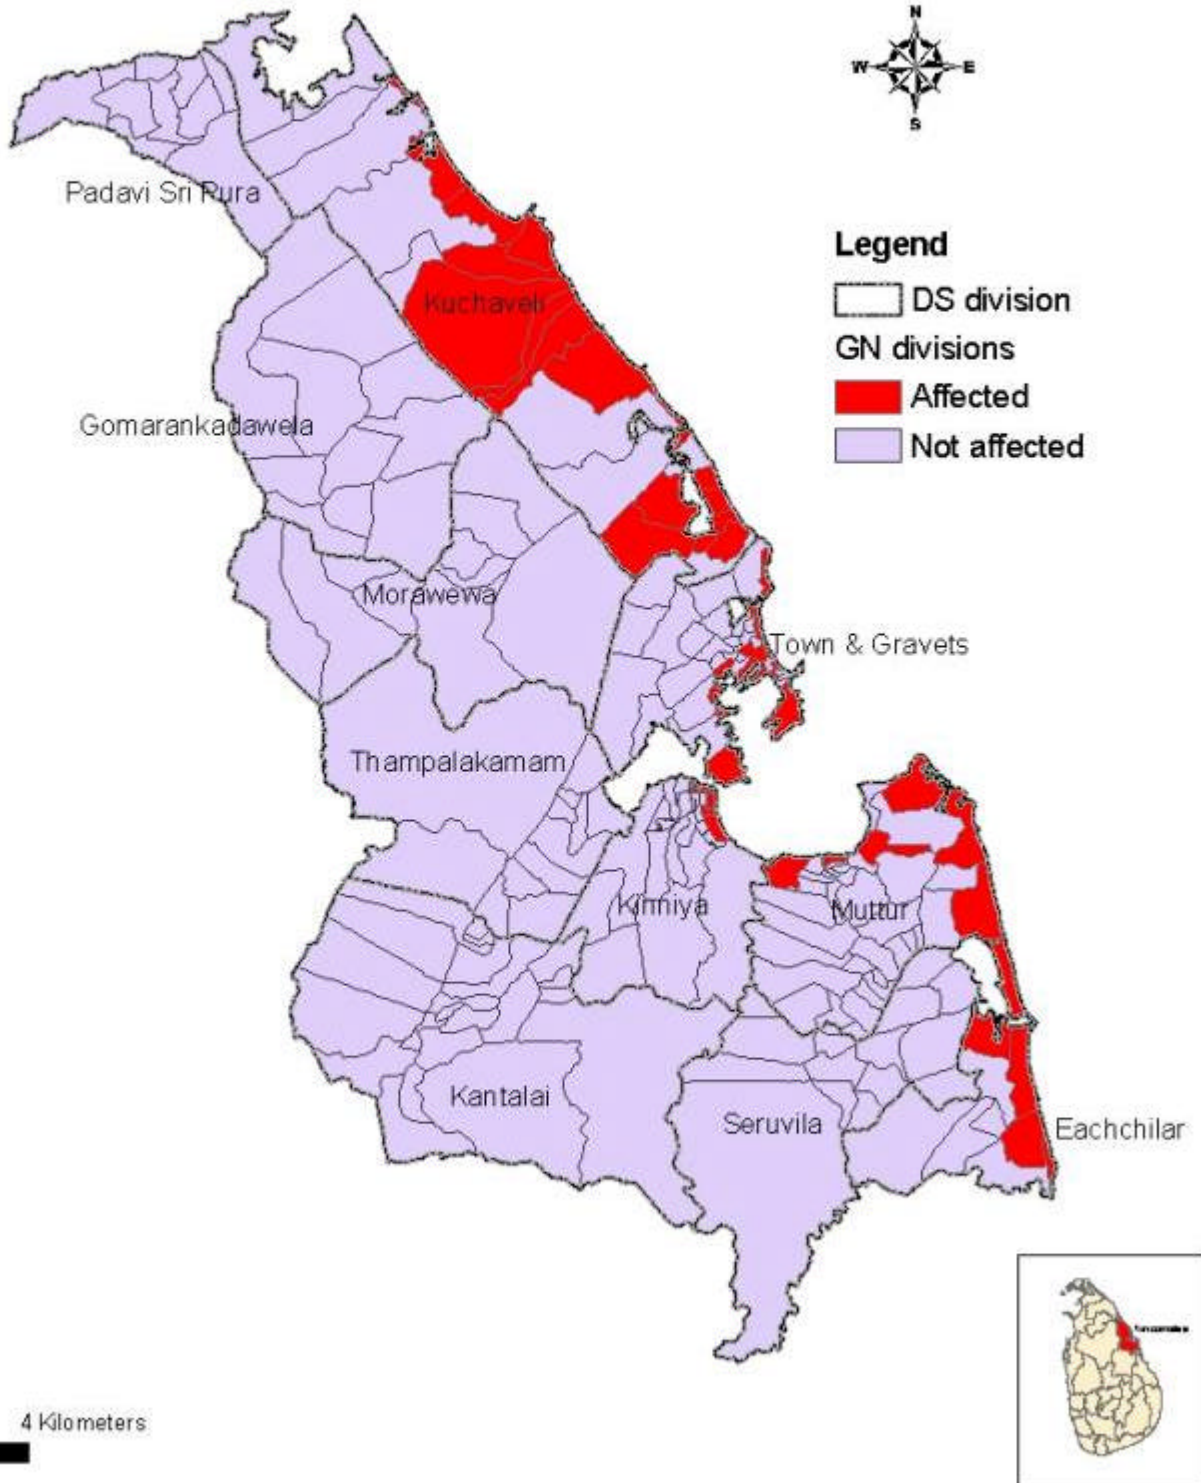 N
W E
S
Padavi Sri Pura
Legend
DS division
Kuchaveli
GN divisions
Affected
Gomarankadawela
Not affected
Morawewa
Town & Gravets
Thampalakamam
Kinniya
Muttur
Kantalai
Seruvila
Eachchilar
4 Kilometers